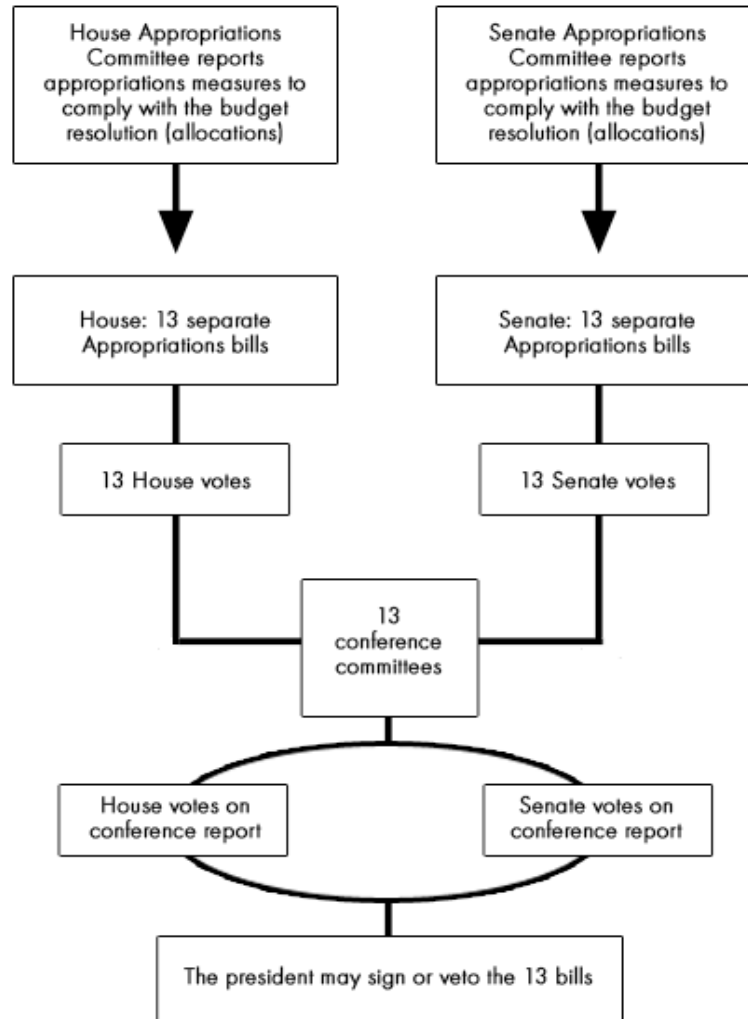 House Appropriations
Committee reports
appropriations measures to
comply with the budget
resolution (allocations)
Senate Appropriations
Committee reports
appropriations measures to
comply with the budget
resolution (allocations)
House: 13 separate
Appropriations bills
Senate: 13 separate
Appropriations bills
13 House votes
13 Senate votes
13
conference
committees
House votes on
conference report
Senate votes on
conference report
The president may sign or veto the 13 bills